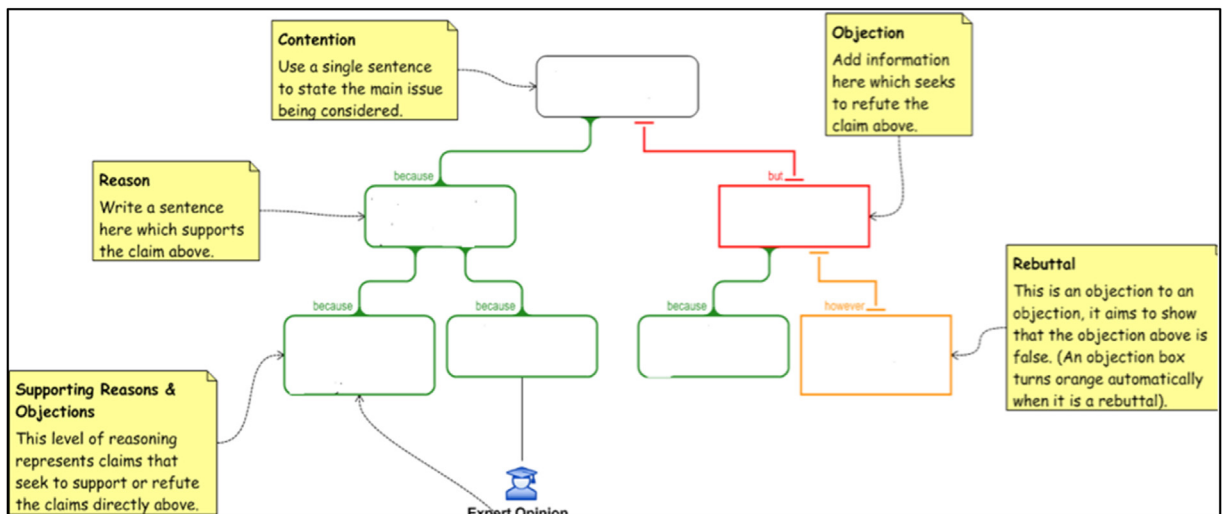 Contention
Use a single sentence
to state the main issue
being considered.
Objection
Add information
here which seeks
to refute the
claim above.
because
but
Reason
Write a sentence
here which supports
the claim above.
because
because
because
however
Rebuttal
This is an objection to an
objection, it aims to show
that the objection above is
false. (An objection box
turns orange automatically
when it is a rebuttal).
Supporting Reasons &
Objections
This level of reasoning
represents claims that
seek to support or refute
the claims directly above.
Expert Opinion